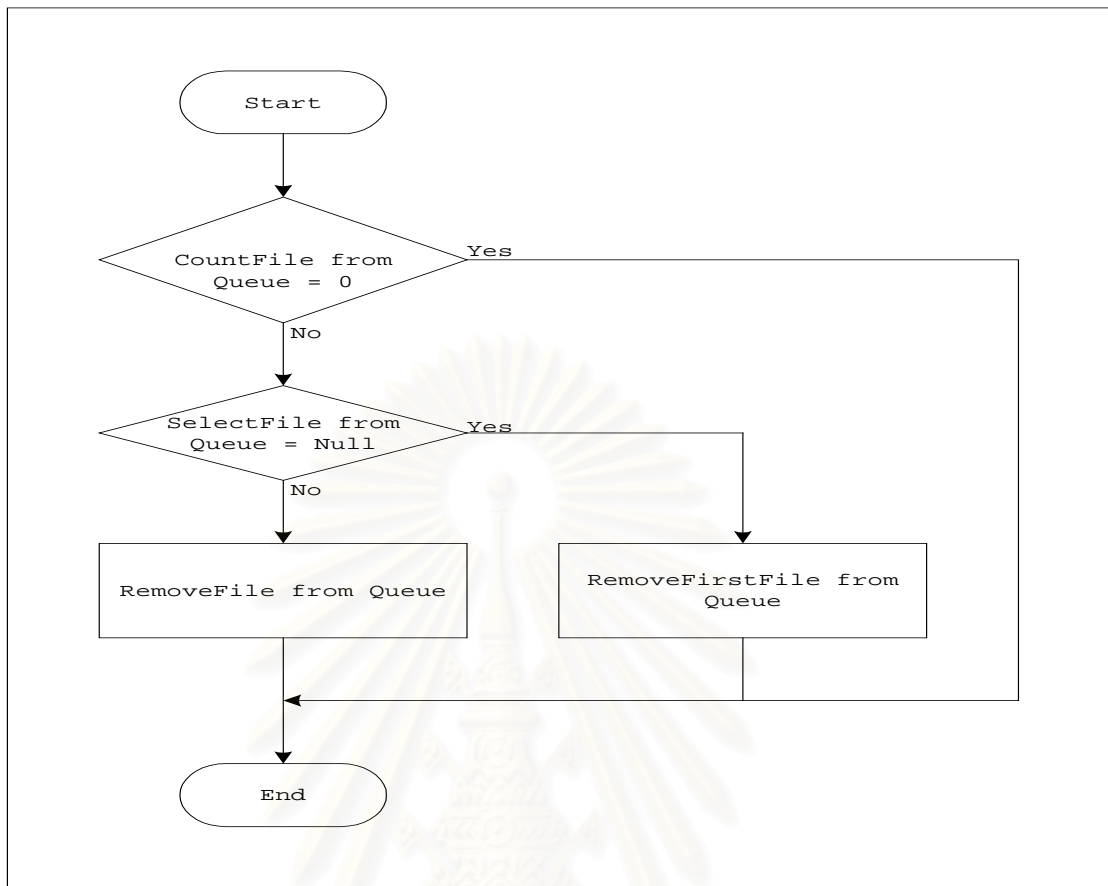 Start
CountFile from
Queue = 0
Yes
No
SelectFile from
Queue = Null
Yes
No
RemoveFile from Queue
RemoveFirstFile from
Queue
End